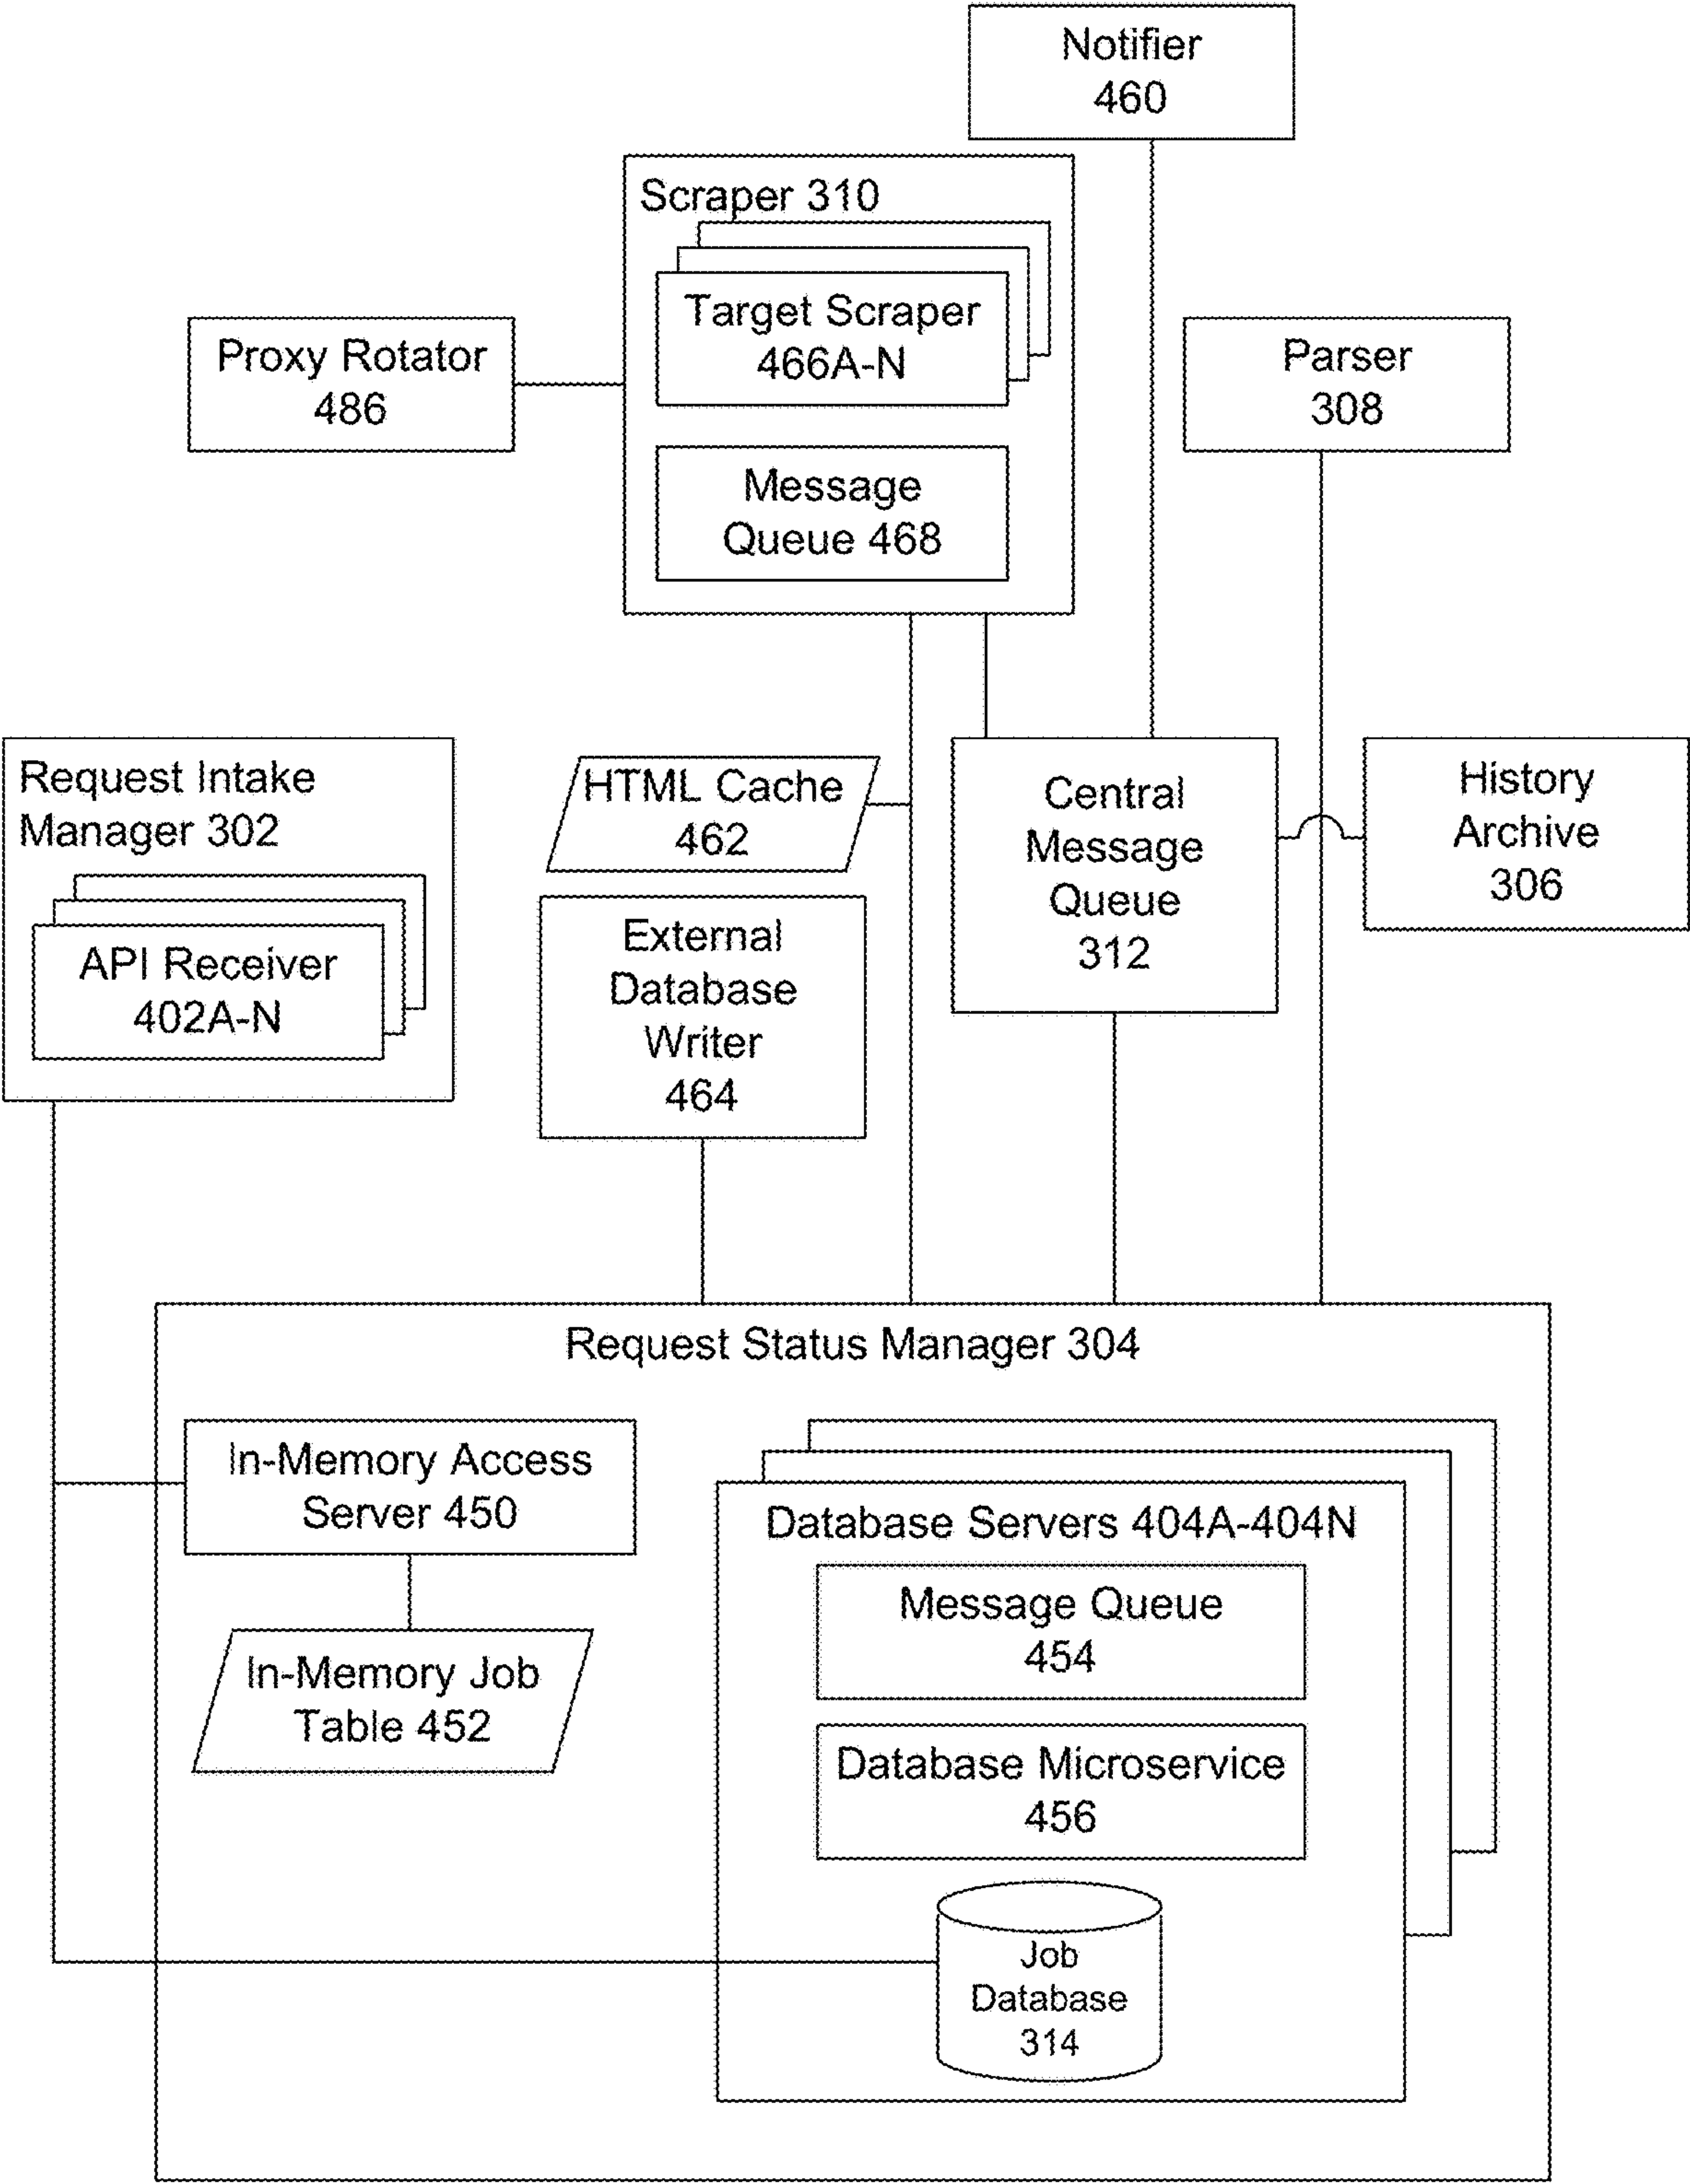 Notifier
460
Scraper 310
Target Scraper
466A-N
Message
Queue 468
Proxy Rotator
486
Parser
308
Request Intake
Manager 302
API Receiver
402A-N
HTML Cache
462
External
Database
Writer
464
Central
Message
Queue
312
History
Archive
306
Request Status Manager 304
In-Memory Access
Server 450
In-Memory Job
Table 452
Database Servers 404A-404N
Message Queue
454
Database Microservice
456
Job
Database
314